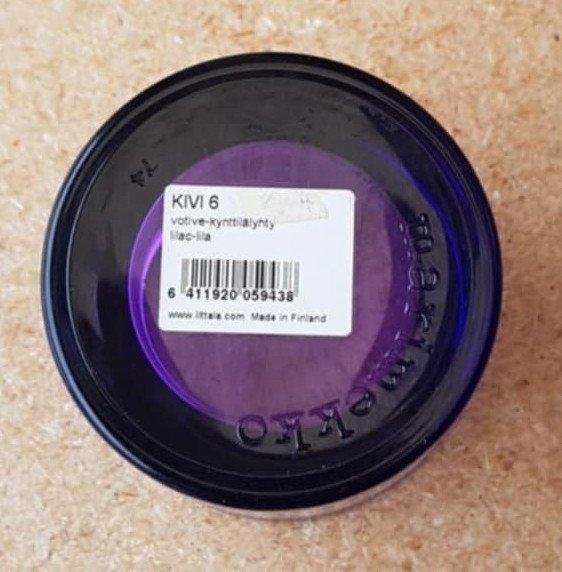 KIVI 6
votive-kynttilälyhty
lilac-lila
6 411920 059438
www.iittala.com Made in Finland
marimekko